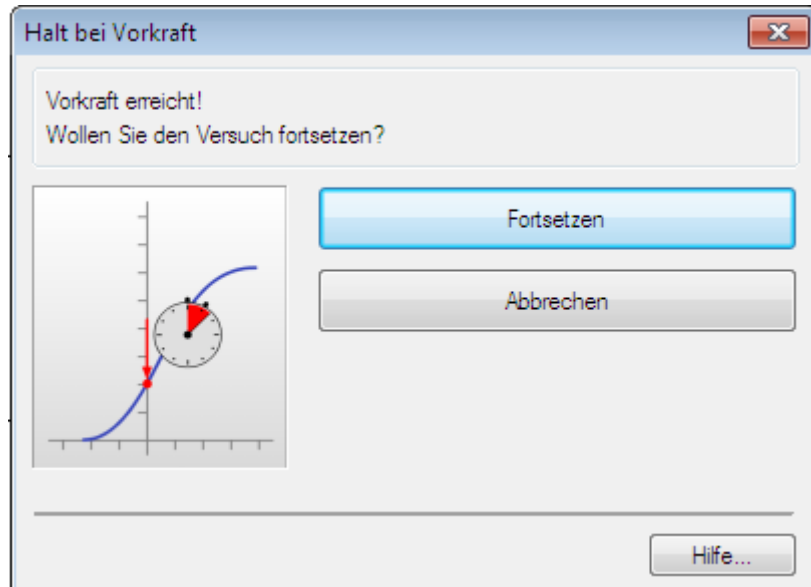 Halt bei Vorkraft
Vorkraft erreicht!
Wollen Sie den Versuch fortsetzen?
Fortsetzen
Abbrechen
Hilfe...